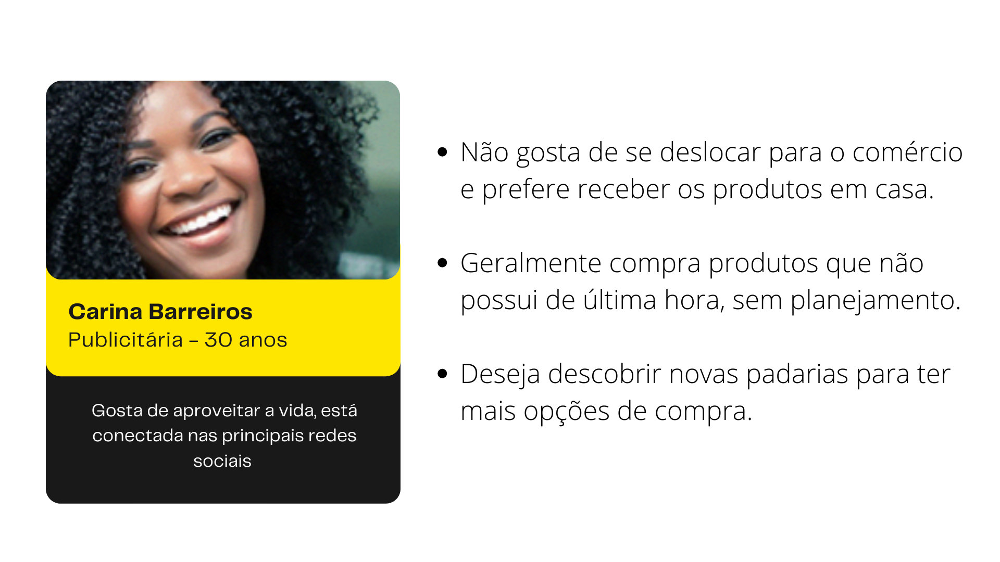 Carina Barreiros
Publicitária – 30 anos
Gosta de aproveitar a vida, está
conectada nas principais redes
sociais
• Não gosta de se deslocar para o comércio
e prefere receber os produtos em casa.
• Geralmente compra produtos que não
possui de última hora, sem planejamento.
• Deseja descobrir novas padarias para ter
mais opções de compra.